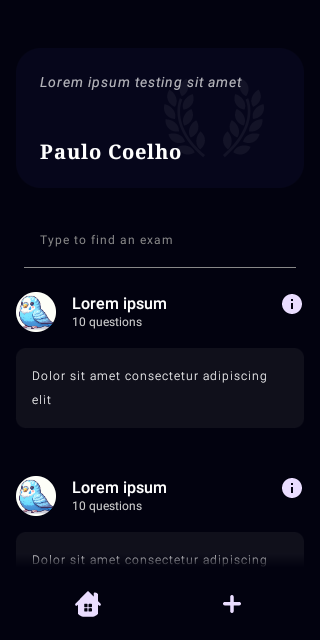 Lorem ipsum testing sit amet
Paulo Coelho
Type to find an exam
Lorem ipsum
10 questions
Dolor sit amet consectetur adipiscing
elit
Lorem ipsum
10 questions
Dolor sit amet consectetur adipiscing